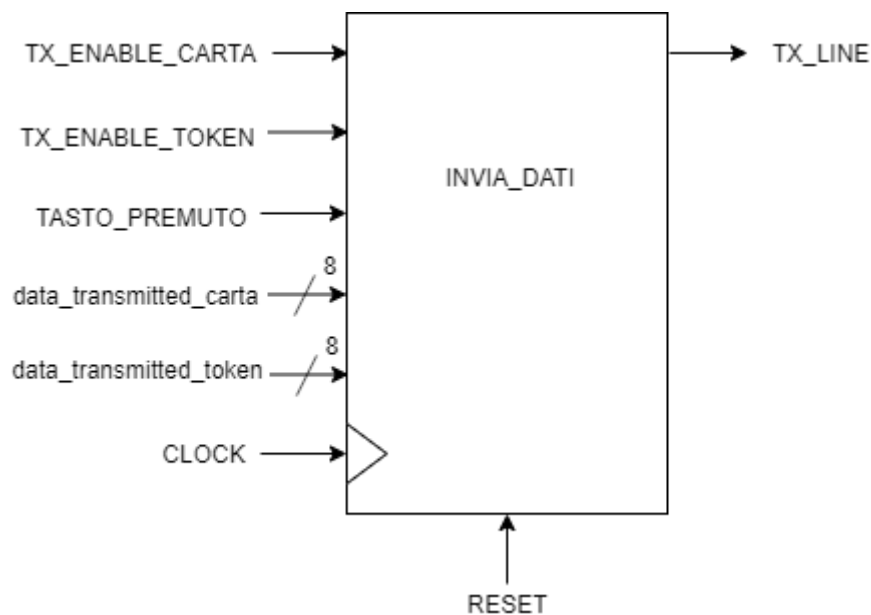 TX_ENABLE_CARTA
TX_LINE
TX_ENABLE_TOKEN
INVIA_DATI
TASTO_PREMUTO
8
data_transmitted_carta
8
data_transmitted_token
CLOCK
RESET